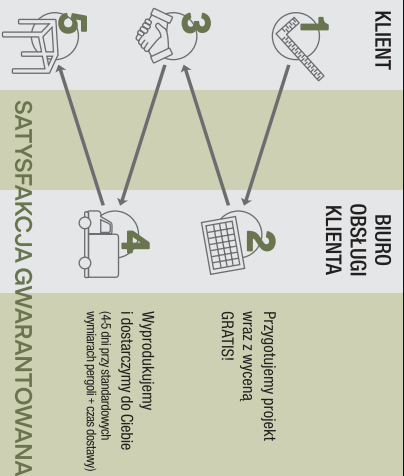 KLIENT
BIURO
OBSŁUGI
KLIENTA
1
2
Przygotujemy projekt
wraz z wyceną
GRATIS!
3
4
Wyprodukujemy
i dostarczymy do Ciebie
(4-5 dni przy standardowych
wymiarach pergoli + czas dostawy)
5
SATYSFAKCJA GWARANTOWANA